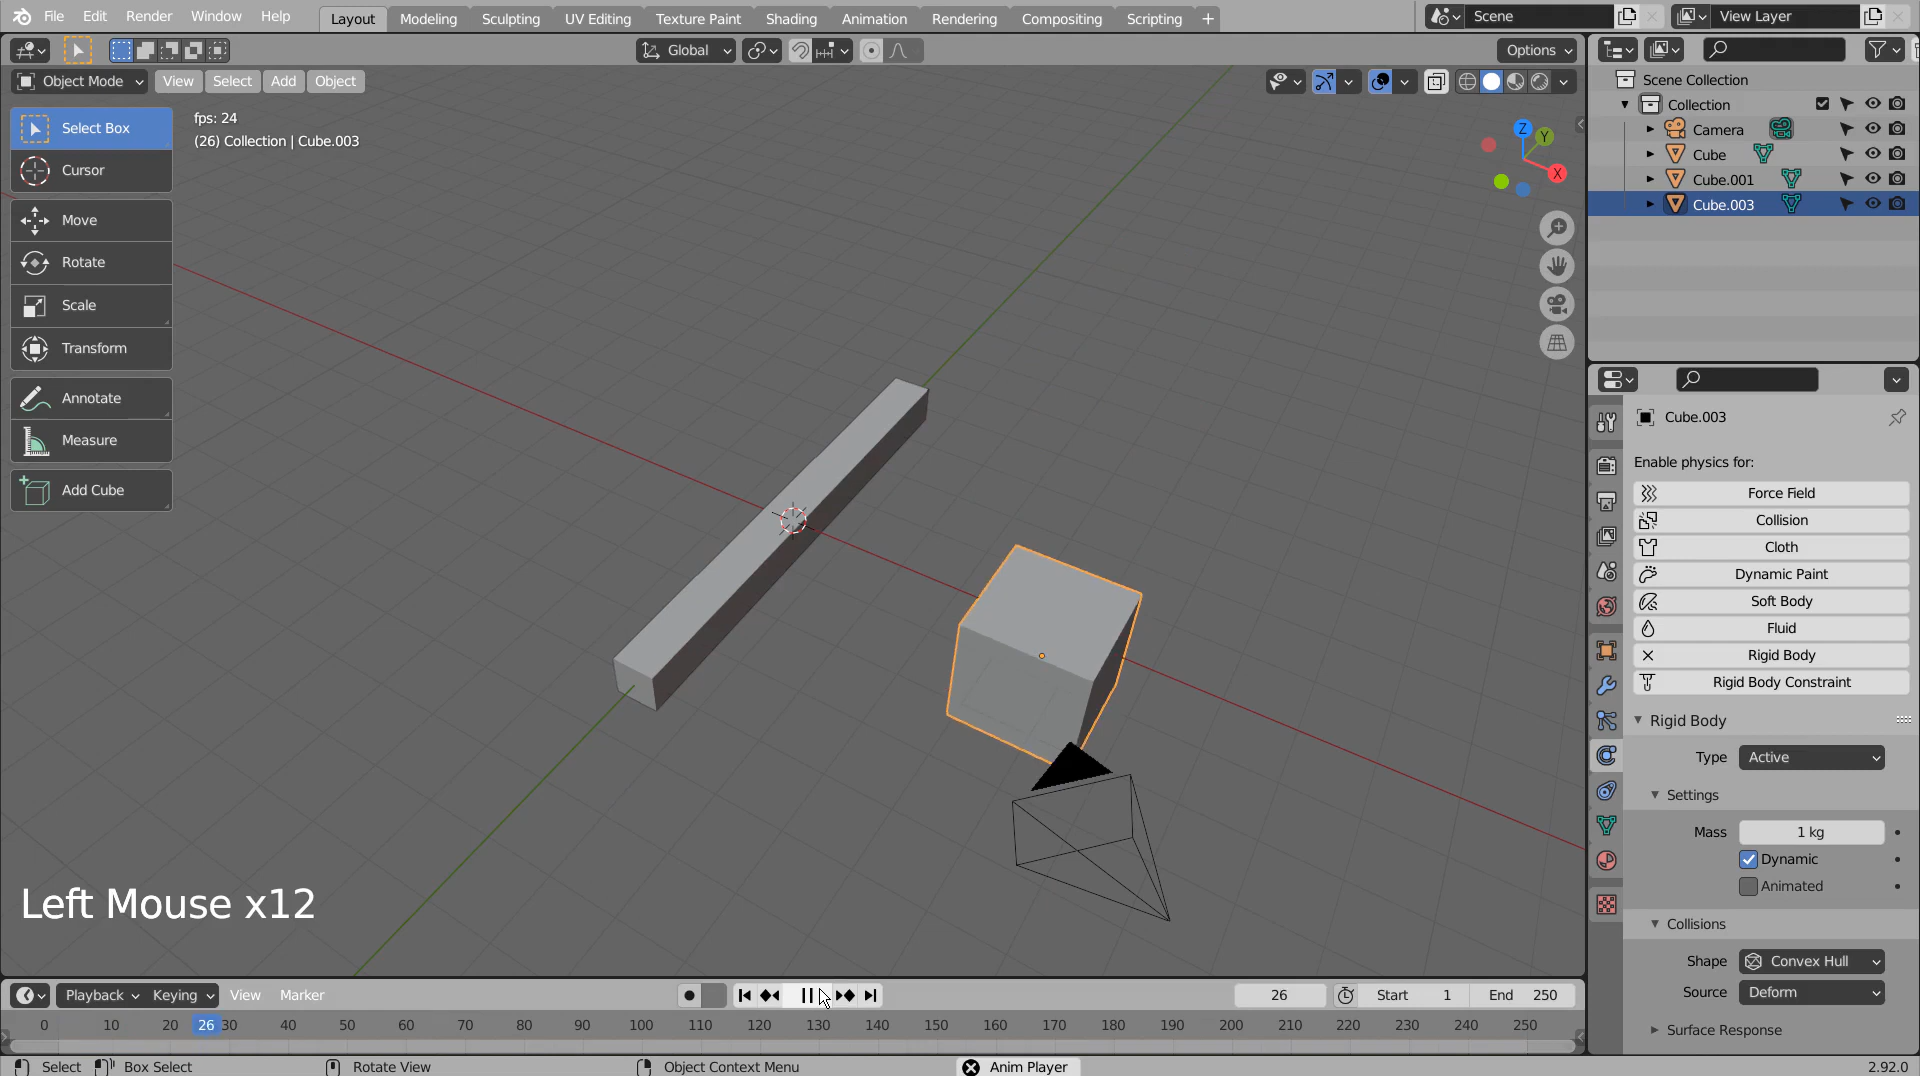 File Edit Render Window Help Layout Modeling Sculpting UV Editing Texture Paint Shading Animation Rendering Compositing Scripting + Scene View Layer
Global Options
Object Mode View Select Add Object
Scene Collection
Collection
Camera
Cube
Cube.001
Cube.003
Select Box
Cursor
Move
Rotate
Scale
Transform
Annotate
Measure
Add Cube
fps: 24
(26) Collection | Cube.003
Z
Y
X
Cube.003
Enable physics for:
Force Field
Collision
Cloth
Dynamic Paint
Soft Body
Fluid
Rigid Body
Rigid Body Constraint
Rigid Body
Type Active
Settings
Mass 1 kg
Dynamic
Animated
Collisions
Shape Convex Hull
Source Deform
Surface Response
Left Mouse x12
Playback Keying View Marker 26 Start 1 End 250
0 10 20 26 30 40 50 60 70 80 90 100 110 120 130 140 150 160 170 180 190 200 210 220 230 240 250
Select Box Select Rotate View Object Context Menu Anim Player 2.92.0